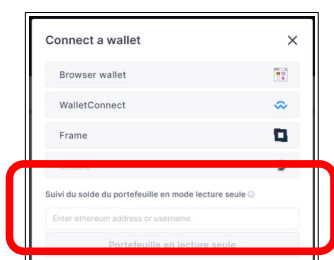 Connect a wallet
Browser wallet
WalletConnect
Frame
Suivi du solde du portefeuille en mode lecture seule
Enter ethereum address or username
Portefeuille en lecture seule